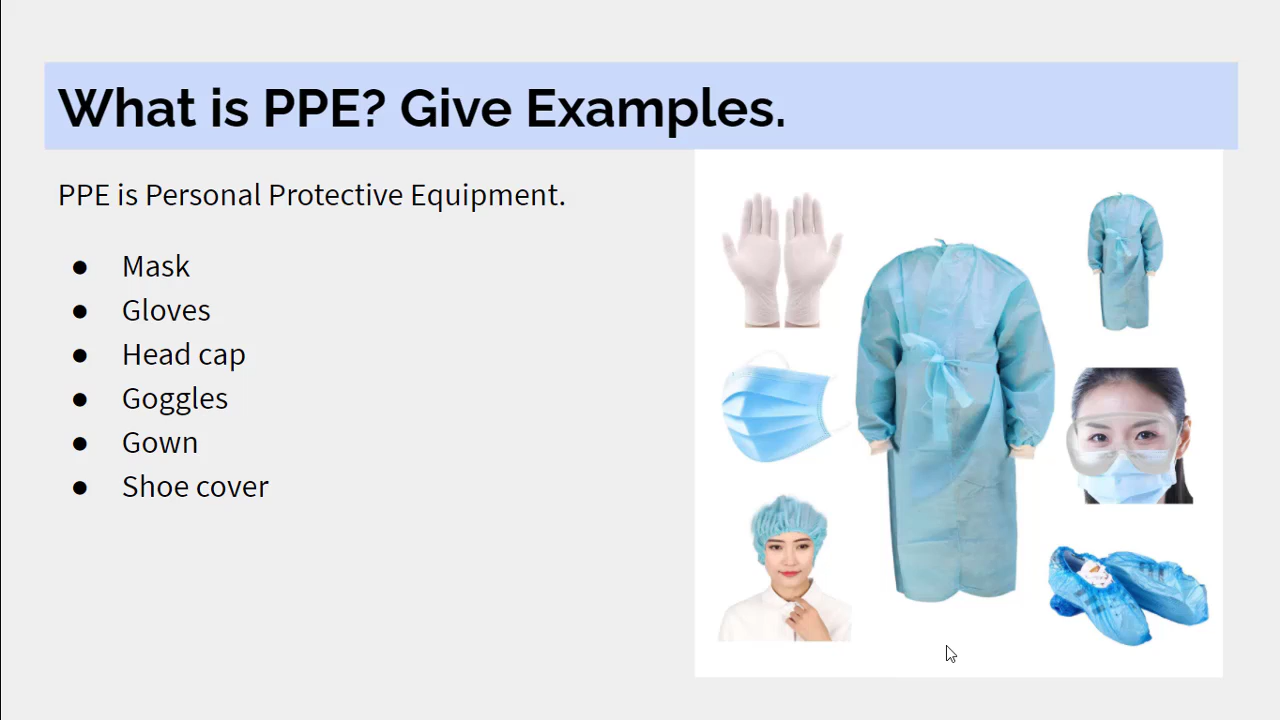 What is PPE? Give Examples.
PPE is Personal Protective Equipment.
● Mask
● Gloves
● Head cap
● Goggles
● Gown
● Shoe cover